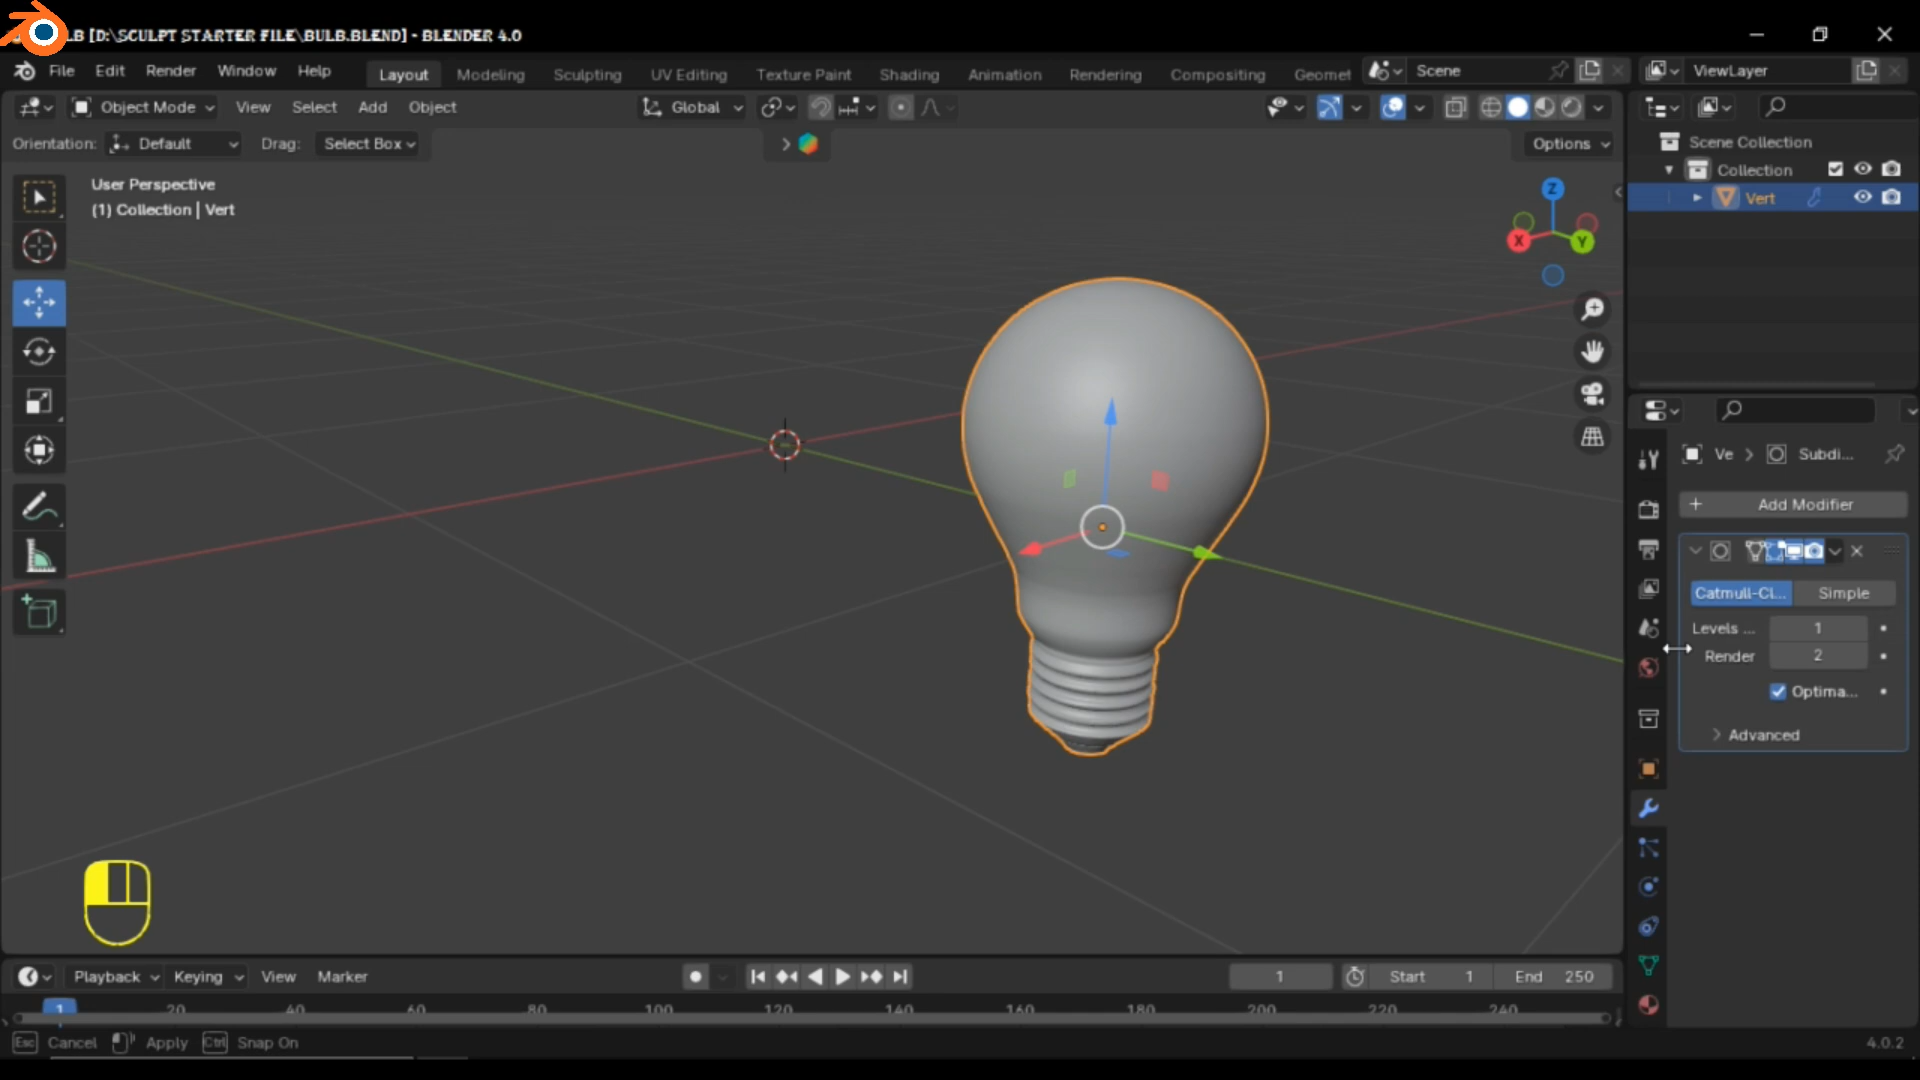 LB [D:\SCULPT STARTER FILE\BULB.BLEND] - BLENDER 4.0
File Edit Render Window Help Layout Modeling Sculpting UV Editing Texture Paint Shading Animation Rendering Compositing Geomet Scene ViewLayer
Object Mode View Select Add Object Global
Orientation: Default Drag: Select Box Options
User Perspective
(1) Collection | Vert
Z
X
Y
Scene Collection
Collection
Vert
Ve Subdi...
+ Add Modifier
Catmull-Cl... Simple
Levels ... 1
Render 2
Optima...
Advanced
Playback Keying View Marker 1 Start 1 End 250
1 20 40 60 80 100 120 140 160 180 200 220 240
Esc Cancel Apply Ctrl Snap On 4.0.2